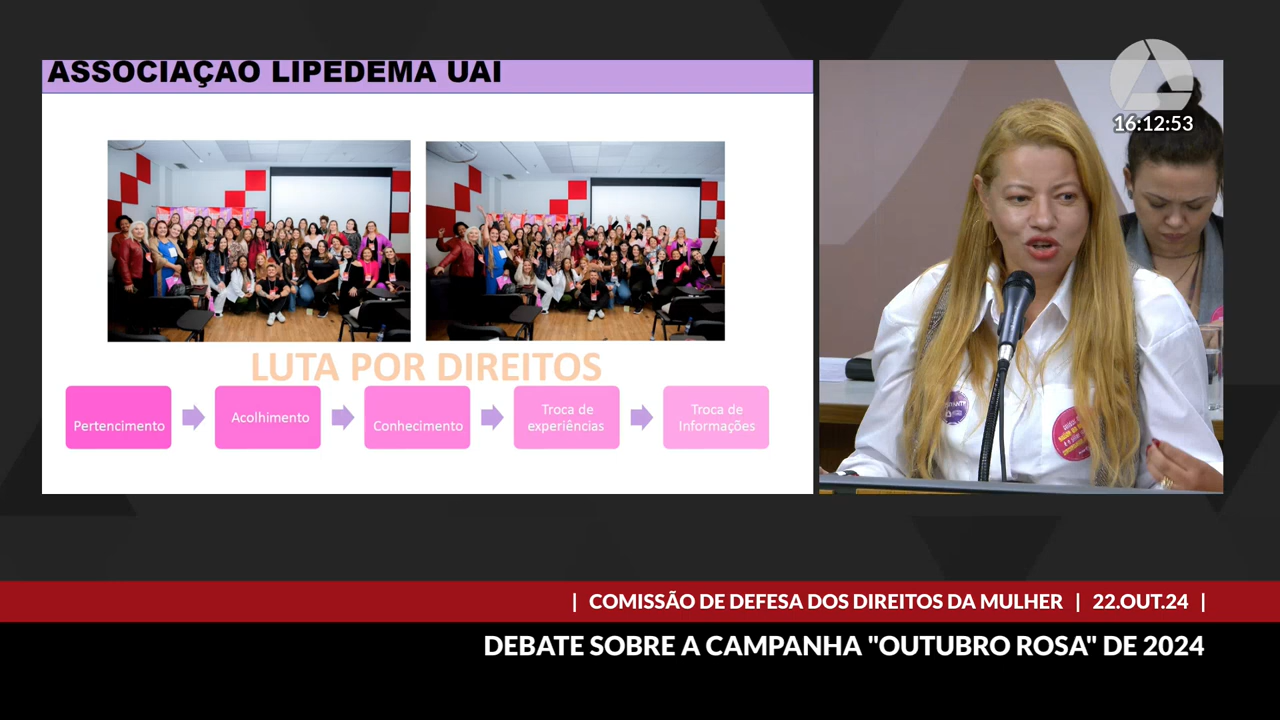 ASSOCIAÇAO LIPEDEMA UAI
16:12:53
LUTA POR DIREITOS
Pertencimento
Acolhimento
Conhecimento
Troca de
experiências
Troca de
Informações
| COMISSÃO DE DEFESA DOS DIREITOS DA MULHER | 22.OUT.24 |
DEBATE SOBRE A CAMPANHA "OUTUBRO ROSA" DE 2024